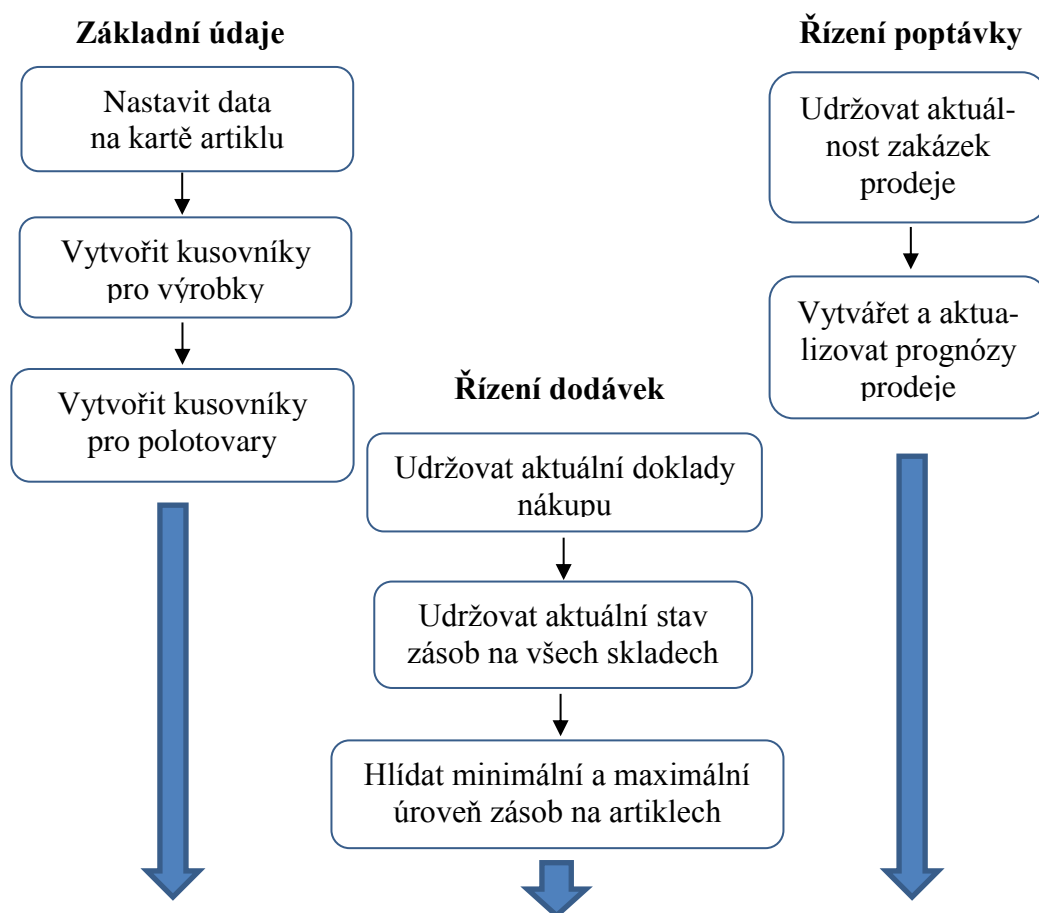 Základní údaje
Nastavit data
na kartě artiklu
Vytvořit kusovníky
pro výrobky
Vytvořit kusovníky
pro polotovary
Řízení dodávek
Udržovat aktuální doklady
nákupu
Udržovat aktuální stav
zásob na všech skladech
Hlídat minimální a maximální
úroveň zásob na artiklech
Řízení poptávky
Udržovat aktuál-
nost zakázek
prodeje
Vytvářet a aktua-
lizovat prognózy
prodeje